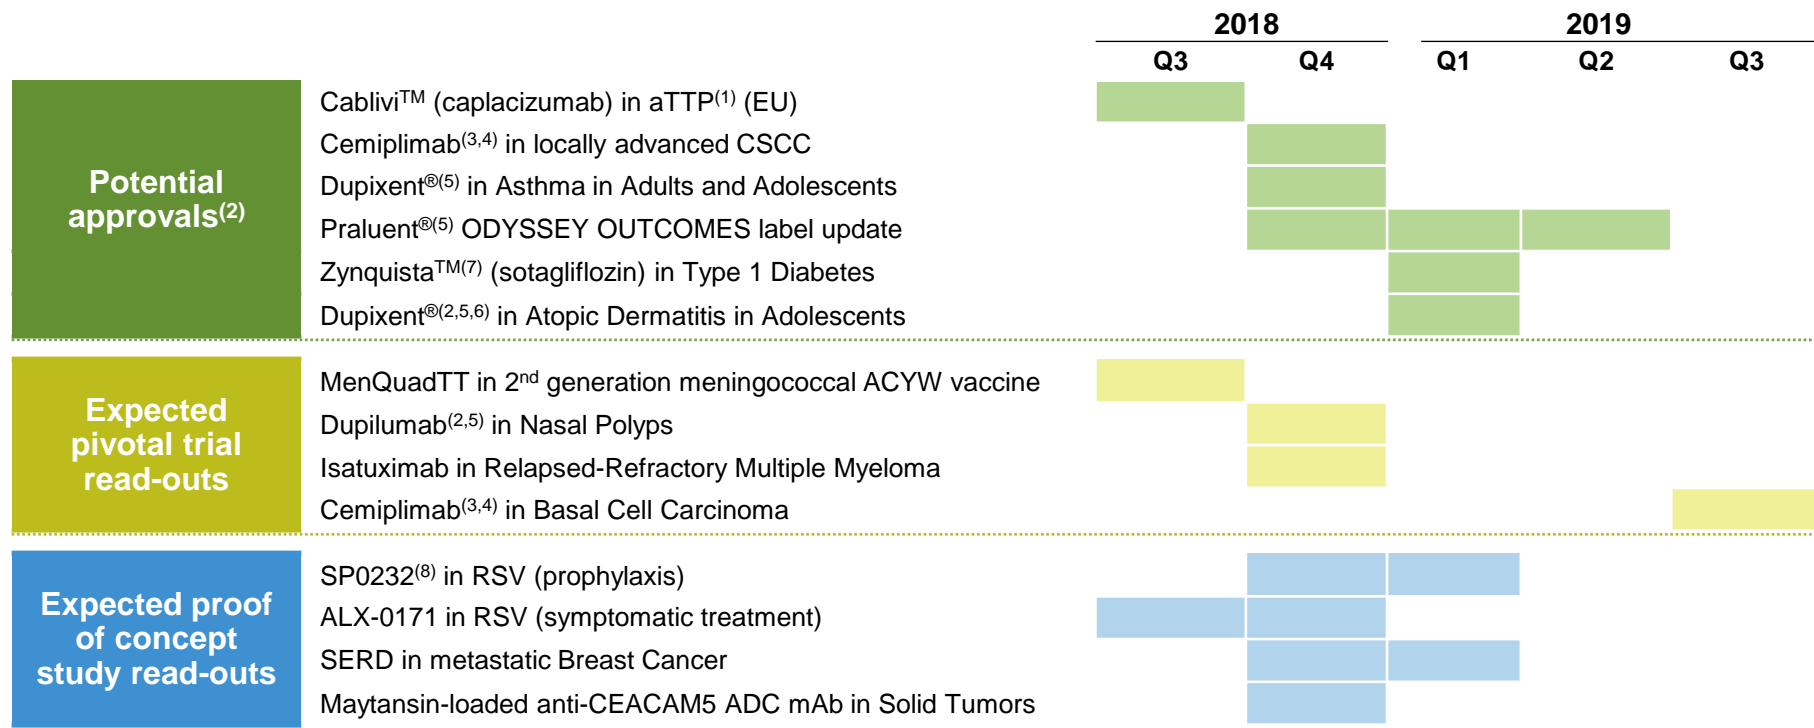 2018 2019
Q3 Q4 Q1 Q2 Q3
Potential
approvals(2)
Cablivi™ (caplacizumab) in aTTP(1) (EU)
Cemiplimab(3,4) in locally advanced CSCC
Dupixent®(5) in Asthma in Adults and Adolescents
Praluent®(5) ODYSSEY OUTCOMES label update
Zynquista™(7) (sotagliflozin) in Type 1 Diabetes
Dupixent®(2,5,6) in Atopic Dermatitis in Adolescents
Expected
pivotal trial
read-outs
MenQuadTT in 2nd generation meningococcal ACYW vaccine
Dupilumab(2,5) in Nasal Polyps
Isatuximab in Relapsed-Refractory Multiple Myeloma
Cemiplimab(3,4) in Basal Cell Carcinoma
Expected proof
of concept
study read-outs
SP0232(8) in RSV (prophylaxis)
ALX-0171 in RSV (symptomatic treatment)
SERD in metastatic Breast Cancer
Maytansin-loaded anti-CEACAM5 ADC mAb in Solid Tumors